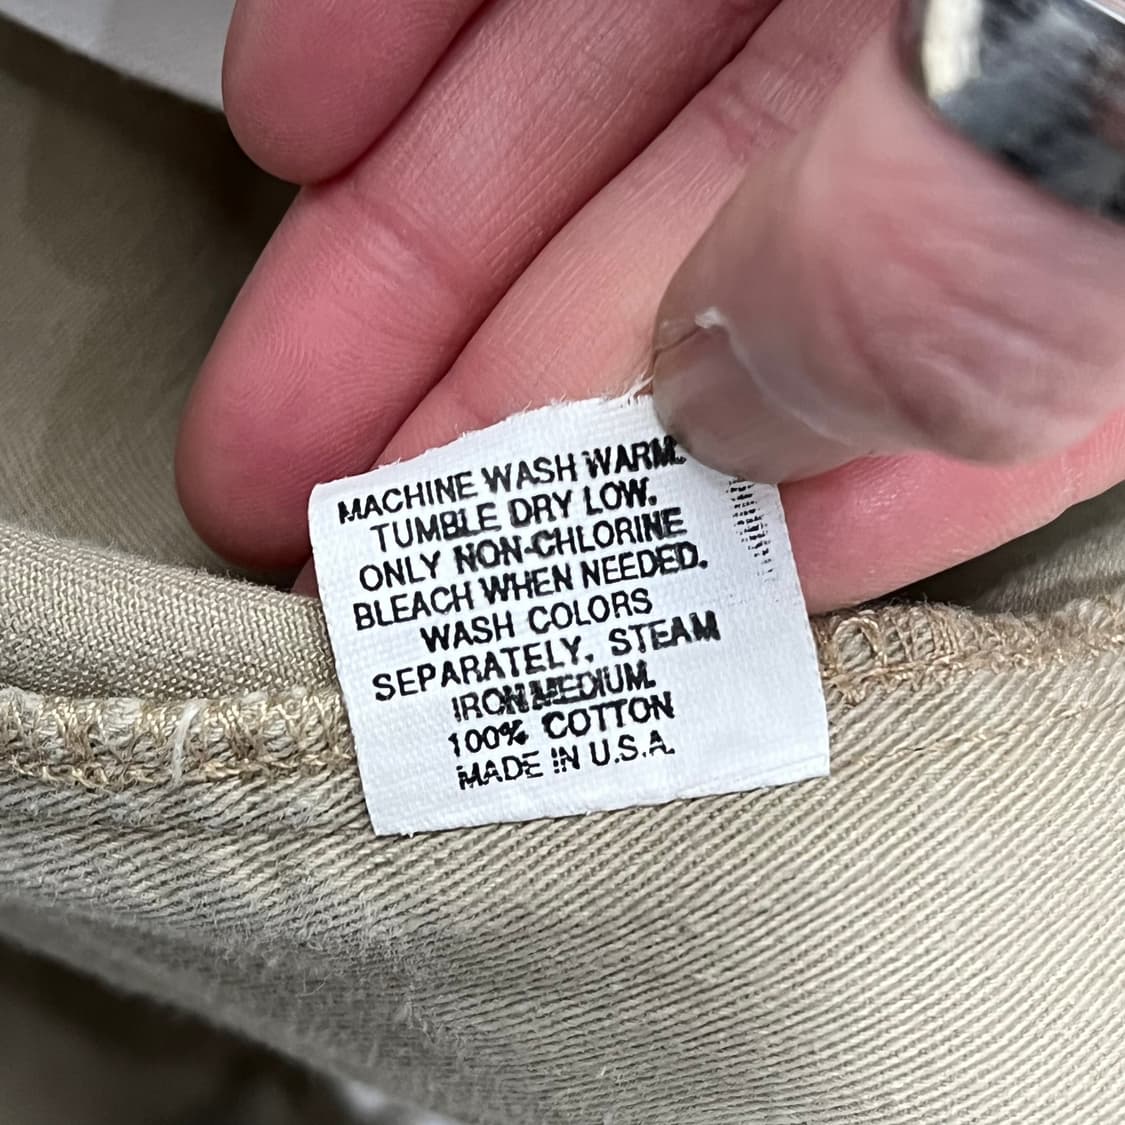 MACHINE WASH WARM.
TUMBLE DRY LOW.
ONLY NON-CHLORINE
BLEACH WHEN NEEDED.
WASH COLORS
SEPARATELY, STEAM
IRON MEDIUM.
100% COTTON
MADE IN U.S.A.